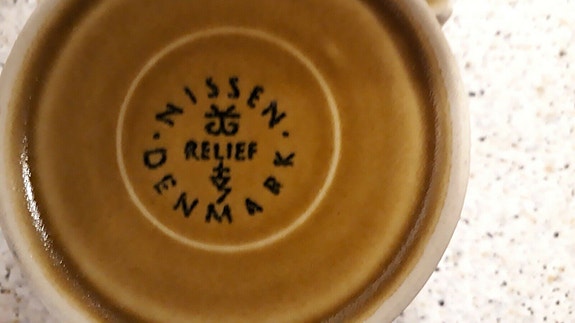 NISSEN
RELIEF
DENMARK